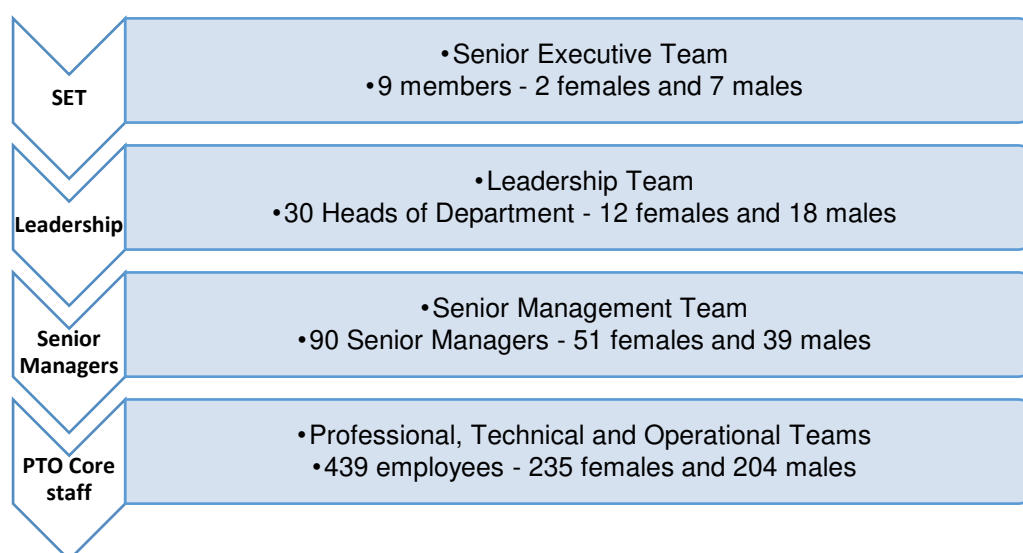 SET
•Senior Executive Team
•9 members - 2 females and 7 males
Leadership
•Leadership Team
•30 Heads of Department - 12 females and 18 males
Senior
Managers
•Senior Management Team
•90 Senior Managers - 51 females and 39 males
PTO Core
staff
•Professional, Technical and Operational Teams
•439 employees - 235 females and 204 males